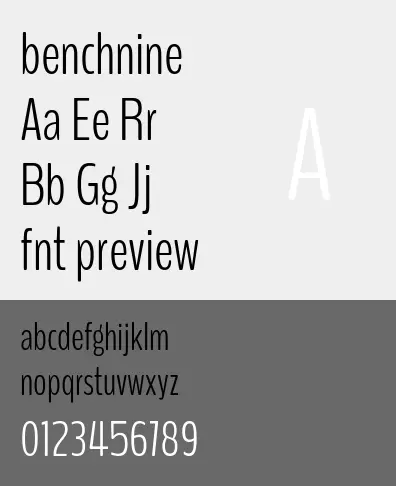 benchnine
Aa Ee Rr
A
Bb Gg Jj
fnt preview
abcdefghijklm
nopqrstuvwxyz
0123456789